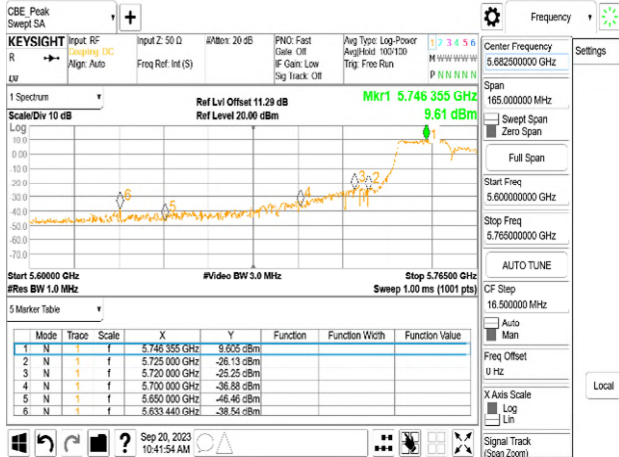 CBE_Peak
Swept SA
Frequency
KEYSIGHT
R
Input: RF
Coupling: DC
Align: Auto
Input Z: 50 Ω
Freq Ref: Int (S)
#Atten: 20 dB
PNO: Fast
Gate: Off
IF Gain: Low
Sig Track: Off
Avg Type: Log-Power
Avg|Hold: 100/100
Trig: Free Run
1 2 3 4 5 6
M W W W W W
P N N N N N
1 Spectrum
Scale/Div 10 dB
Log
Ref Lvl Offset 11.29 dB
Ref Level 20.00 dBm
Mkr1 5.746 355 GHz
9.61 dBm
10.0
0.00
-10.0
-20.0
-30.0
-40.0
-50.0
-60.0
-70.0
1
2
3
4
5
6
Start 5.60000 GHz
#Res BW 1.0 MHz
#Video BW 3.0 MHz
Stop 5.76500 GHz
Sweep 1.00 ms (1001 pts)
5 Marker Table
Mode Trace Scale X Y Function Function Width Function Value
1 N 1 f 5.746 355 GHz 9.605 dBm
2 N 1 f 5.725 000 GHz -26.13 dBm
3 N 1 f 5.720 000 GHz -25.25 dBm
4 N 1 f 5.700 000 GHz -36.88 dBm
5 N 1 f 5.650 000 GHz -46.46 dBm
6 N 1 f 5.633 440 GHz -38.54 dBm
Sep 20, 2023
10:41:54 AM
?
Center Frequency
5.682500000 GHz
Span
165.000000 MHz
Swept Span
Zero Span
Full Span
Start Freq
5.600000000 GHz
Stop Freq
5.765000000 GHz
AUTO TUNE
CF Step
16.500000 MHz
Auto
Man
Freq Offset
0 Hz
X Axis Scale
Log
Lin
Signal Track
(Span Zoom)
Settings
Local